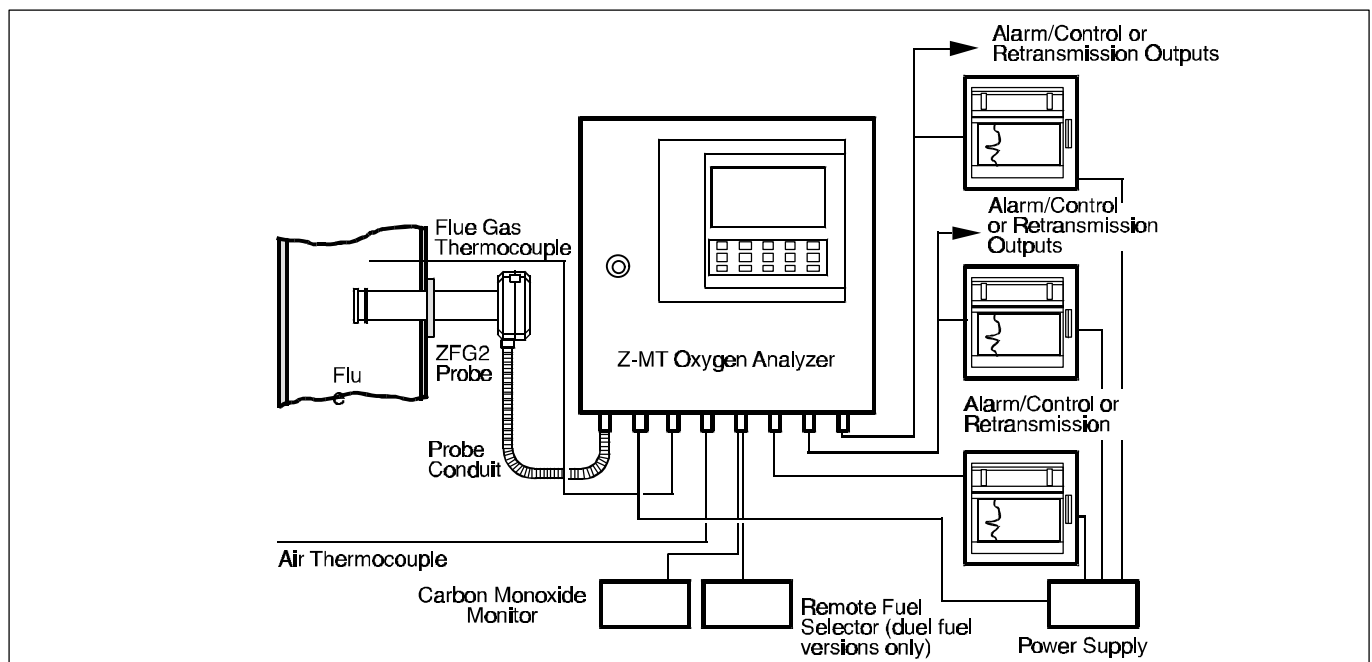 Alarm/Control or
Retransmission Outputs
Alarm/Control
or Retransmission
Outputs
Flue Gas
Thermocouple
Z-MT Oxygen Analyzer
ZFG2
Probe
Flu
e
Alarm/Control or
Retransmission
Probe
Conduit
Air Thermocouple
Carbon Monoxide
Monitor
Remote Fuel
Selector (duel fuel
versions only)
Power Supply